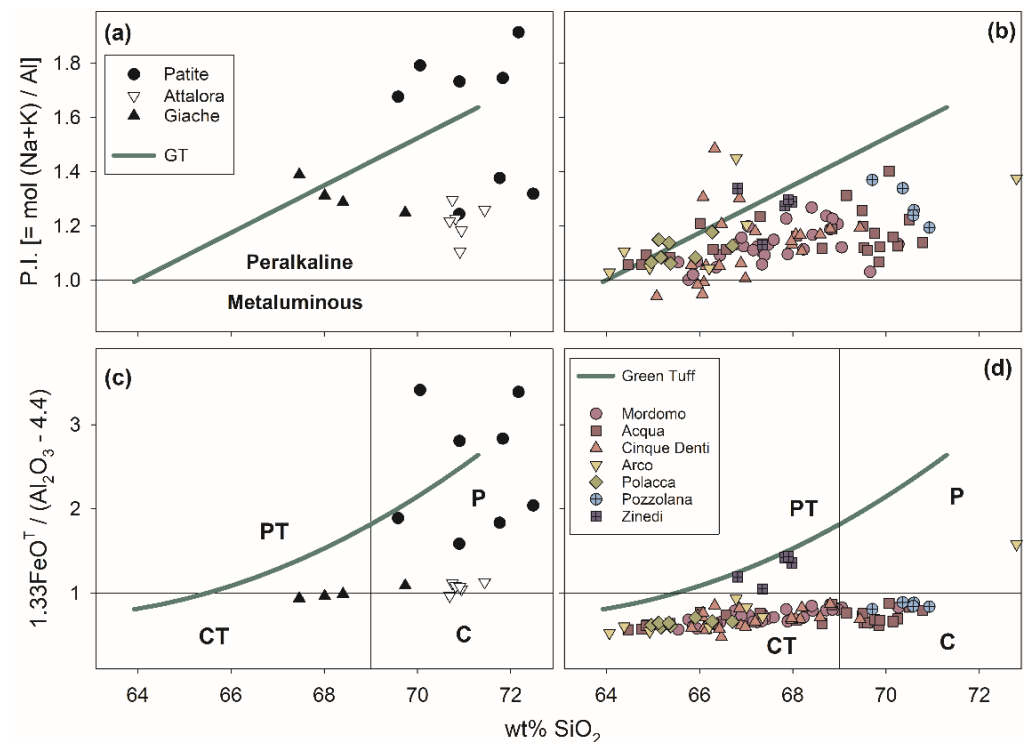 (a)
Patite
Attalora
Giache
GT
Peralkaline
Metaluminous
1.8
1.6
1.4
1.2
1.0
P.I. [= mol (Na+K) / Al]
(b)
(c)
PT
P
CT
C
3
2
1
1.33FeOᵀ / (Al₂O₃ - 4.4)
(d)
Green Tuff
Mordomo
Acqua
Cinque Denti
Arco
Polacca
Pozzolana
Zinedi
PT
P
CT
C
64 66 68 70 72
64 66 68 70 72
wt% SiO₂